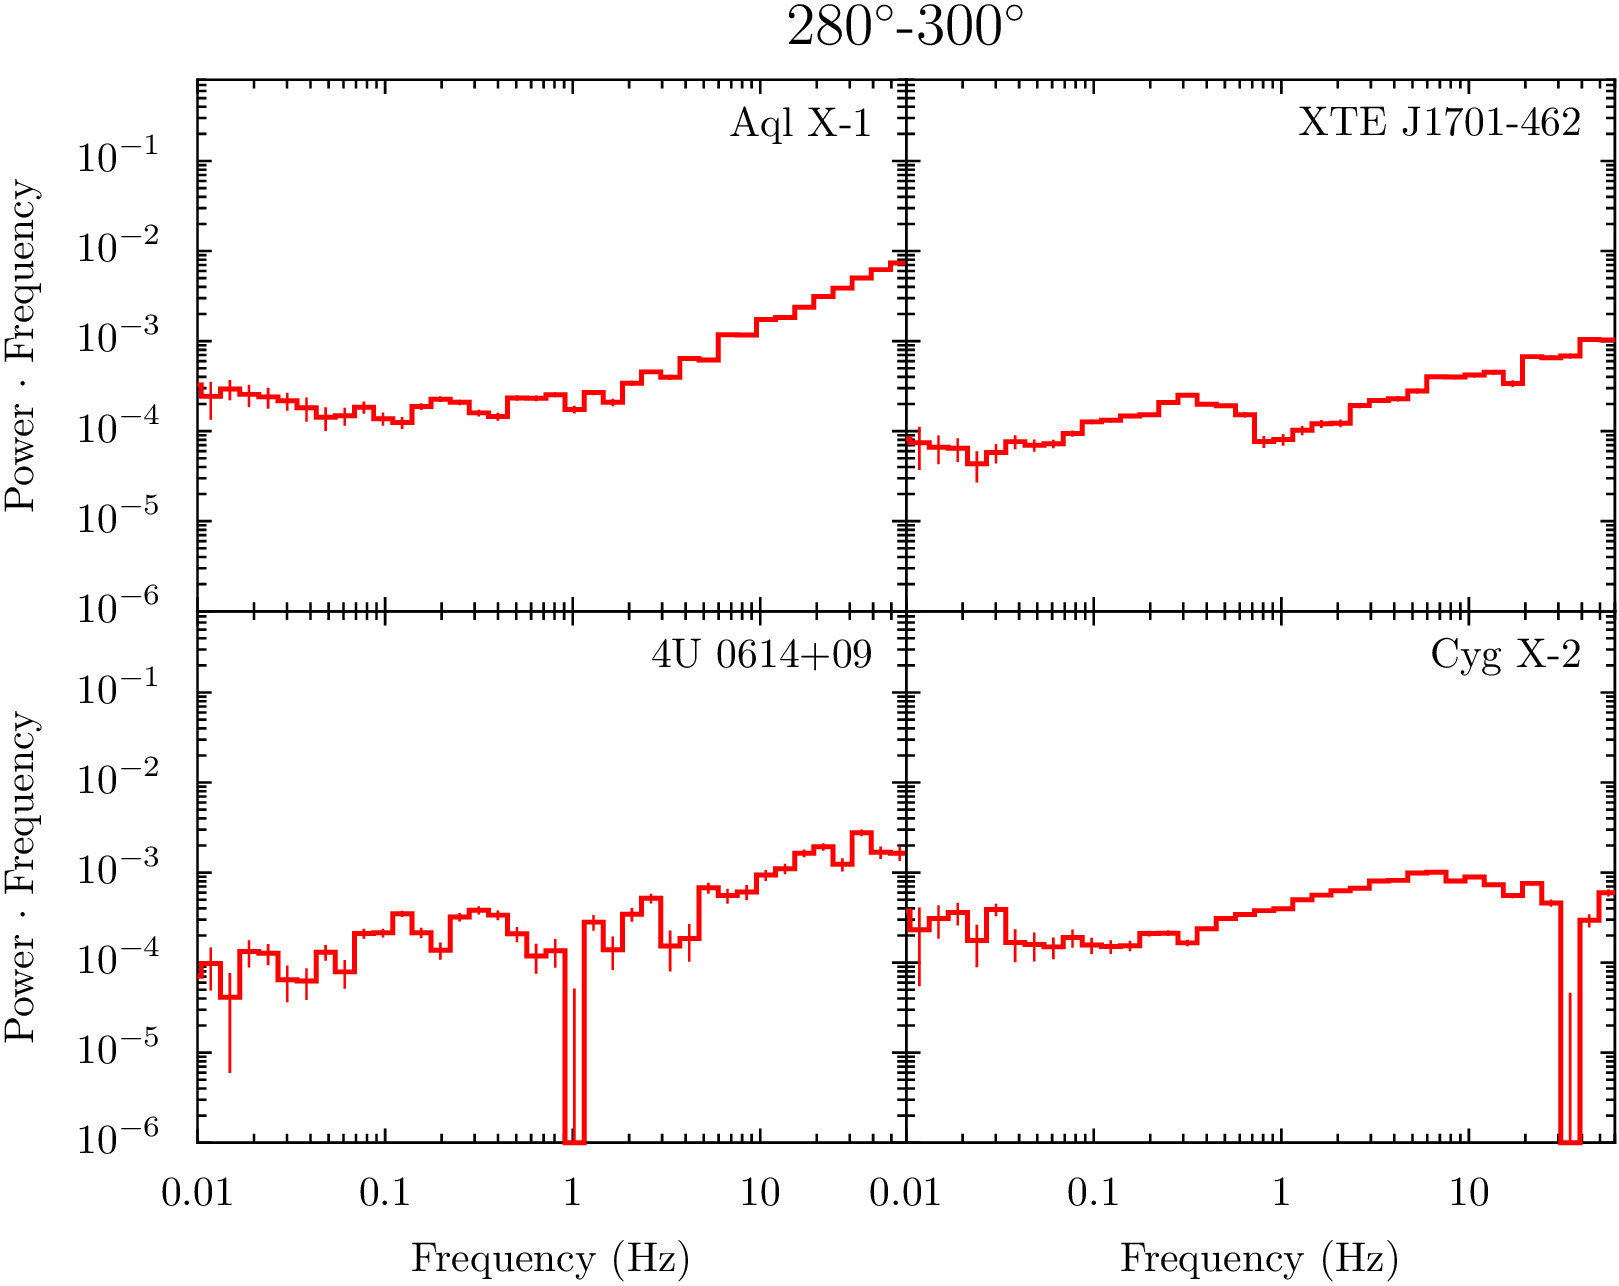 280°-300°
Aql X-1
XTE J1701-462
Power · Frequency
10⁻¹
10⁻²
10⁻³
10⁻⁴
10⁻⁵
10⁻⁶
4U 0614+09
Cyg X-2
Power · Frequency
10⁻¹
10⁻²
10⁻³
10⁻⁴
10⁻⁵
10⁻⁶
0.01 0.1 1 10 0.01 0.1 1 10
Frequency (Hz) Frequency (Hz)